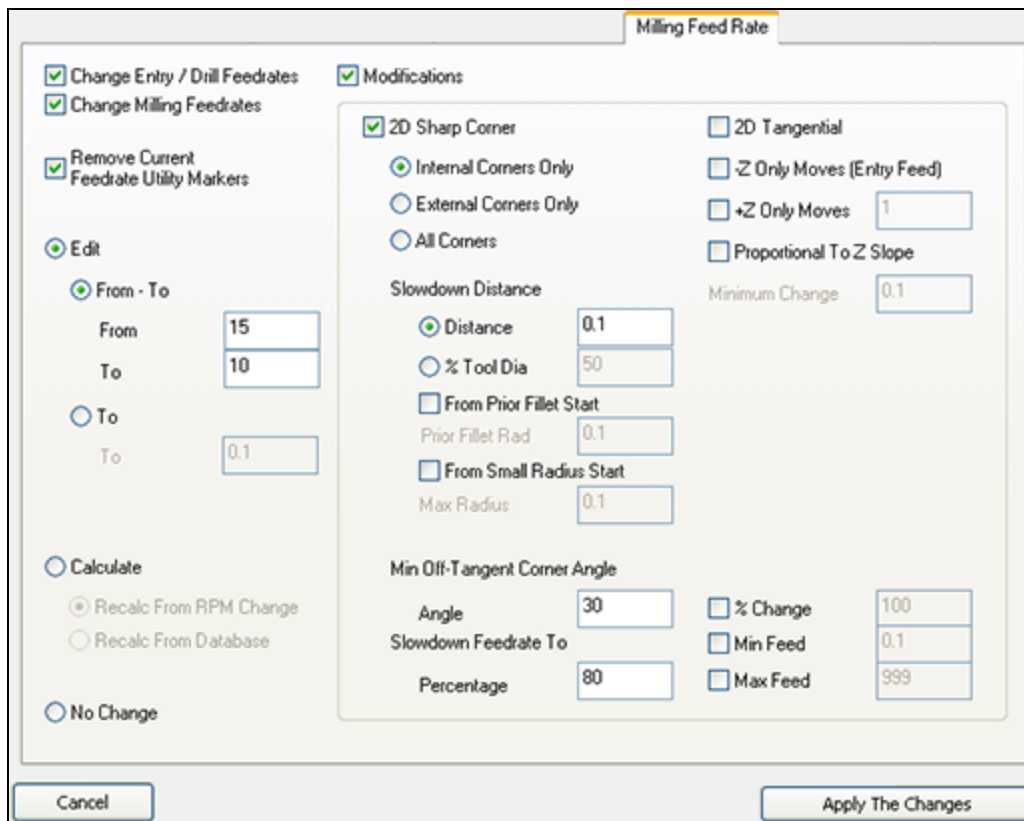 Milling Feed Rate
Change Entry / Drill Feedrates
Change Milling Feedrates
Remove Current
Feedrate Utility Markers
Edit
From - To
From 15
To 10
To
To 0.1
Calculate
Recalc From RPM Change
Recalc From Database
No Change
Modifications
2D Sharp Corner
Internal Corners Only
External Corners Only
All Corners
Slowdown Distance
Distance 0.1
% Tool Dia 50
From Prior Fillet Start
Prior Fillet Rad 0.1
From Small Radius Start
Max Radius 0.1
Min Off-Tangent Corner Angle
Angle 30
Slowdown Feedrate To
Percentage 80
2D Tangential
-Z Only Moves (Entry Feed)
+Z Only Moves 1
Proportional To Z Slope
Minimum Change 0.1
% Change 100
Min Feed 0.1
Max Feed 999
Cancel
Apply The Changes